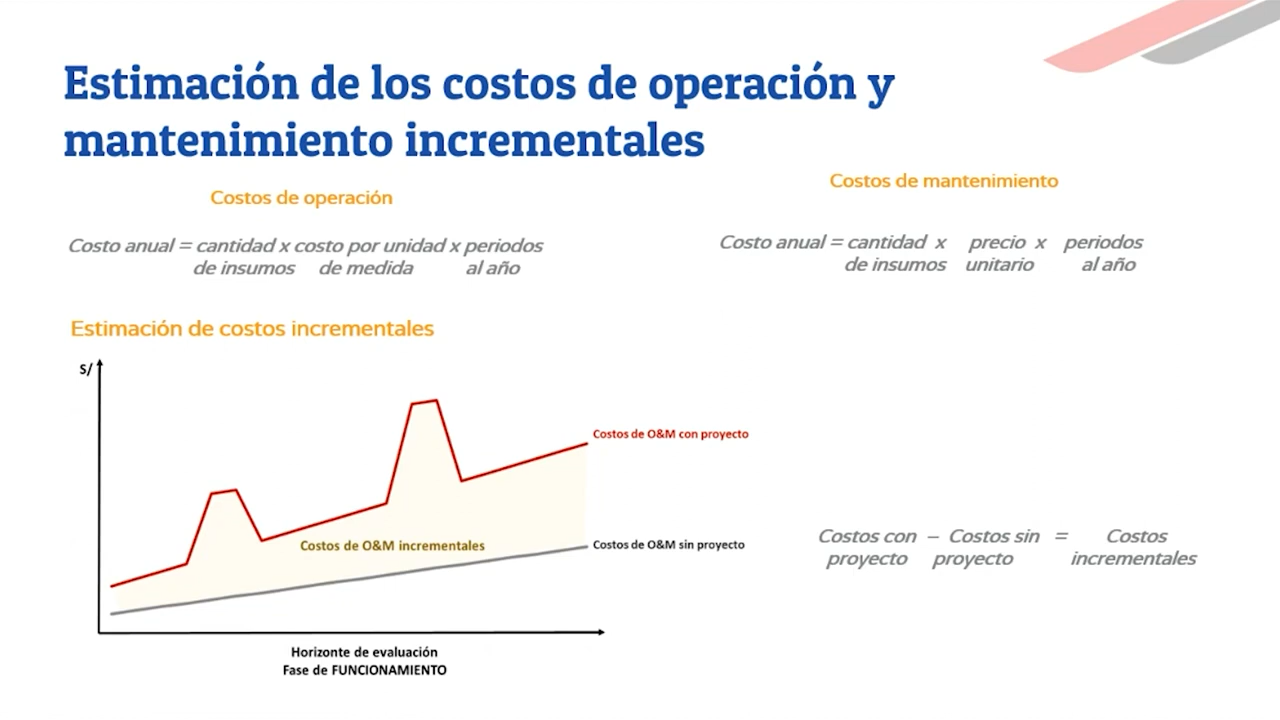 Estimación de los costos de operación y
mantenimiento incrementales
Costos de operación
Costo anual = cantidad x costo por unidad x periodos
de insumos de medida al año
Costos de mantenimiento
Costo anual = cantidad x precio x periodos
de insumos unitario al año
Estimación de costos incrementales
S/
Costos de O&M con proyecto
Costos de O&M incrementales
Costos de O&M sin proyecto
Horizonte de evaluación
Fase de FUNCIONAMIENTO
Costos con – Costos sin = Costos
proyecto proyecto incrementales